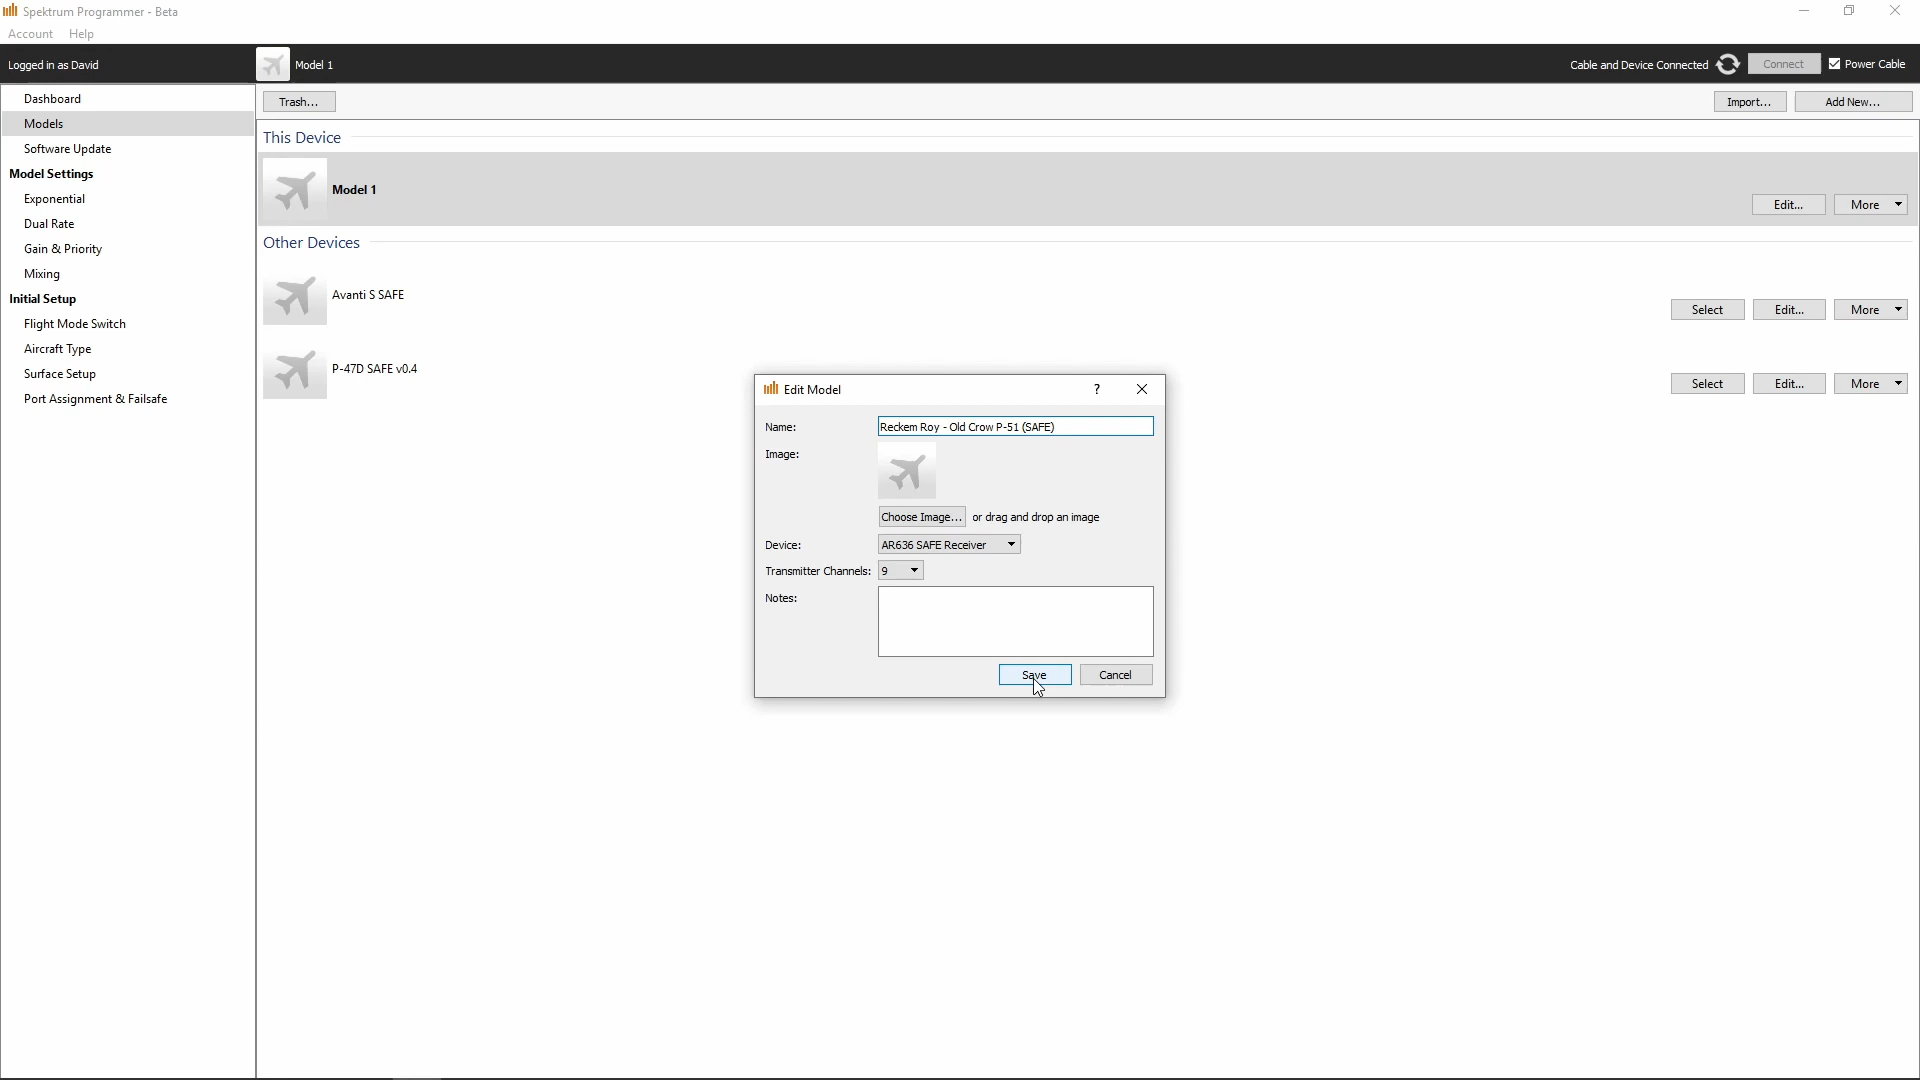 Spektrum Programmer - Beta
Account Help
Logged in as David
Model 1
Cable and Device Connected
Connect
Power Cable
Dashboard
Models
Software Update
Model Settings
Exponential
Dual Rate
Gain & Priority
Mixing
Initial Setup
Flight Mode Switch
Aircraft Type
Surface Setup
Port Assignment & Failsafe
Trash...
Import...
Add New...
This Device
Model 1
Edit...
More
Other Devices
Avanti S SAFE
Select
Edit...
More
P-47D SAFE v0.4
Select
Edit...
More
Edit Model
?
Name: Reckem Roy - Old Crow P-51 (SAFE)
Image:
Choose Image... or drag and drop an image
Device: AR636 SAFE Receiver
Transmitter Channels: 9
Notes:
Save
Cancel